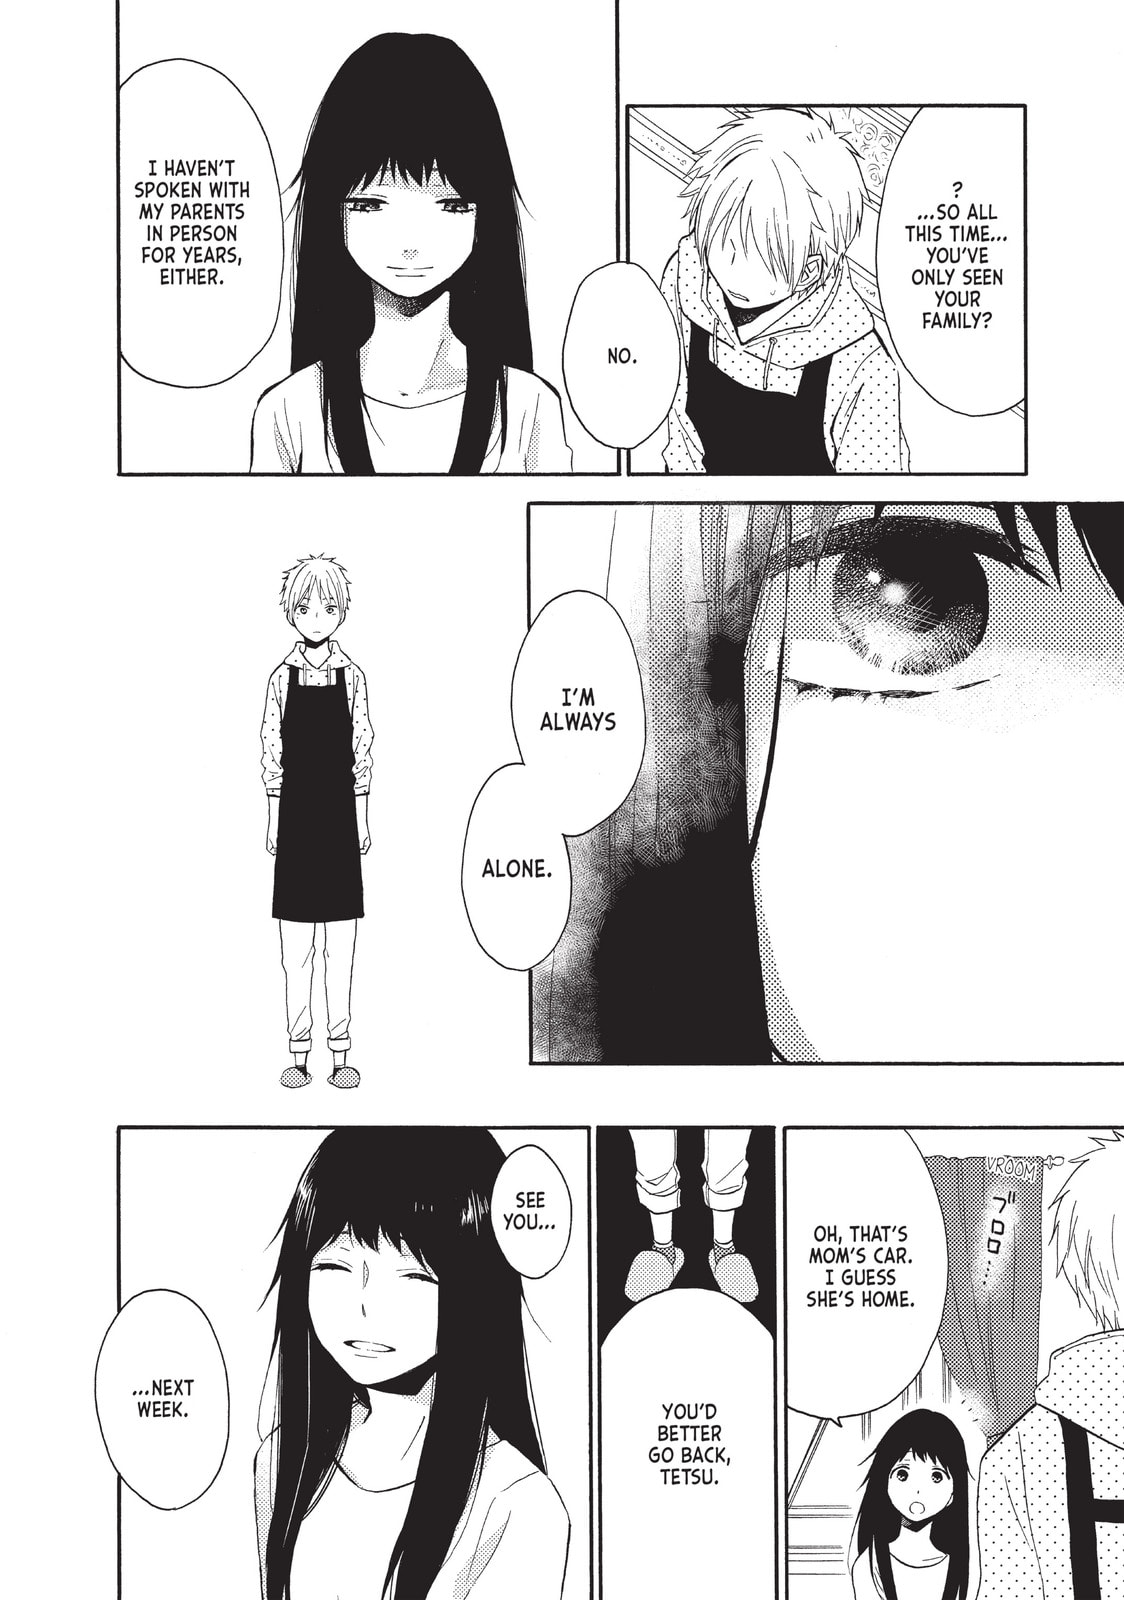 ?
...SO ALL
THIS TIME...
YOU'VE
ONLY SEEN
YOUR
FAMILY?
NO.
I HAVEN'T
SPOKEN WITH
MY PARENTS
IN PERSON
FOR YEARS,
EITHER.
I'M
ALWAYS
ALONE.
VROOM
ブロロ……
OH, THAT'S
MOM'S CAR.
I GUESS
SHE'S HOME.
YOU'D
BETTER
GO BACK,
TETSU.
SEE
YOU...
...NEXT
WEEK.